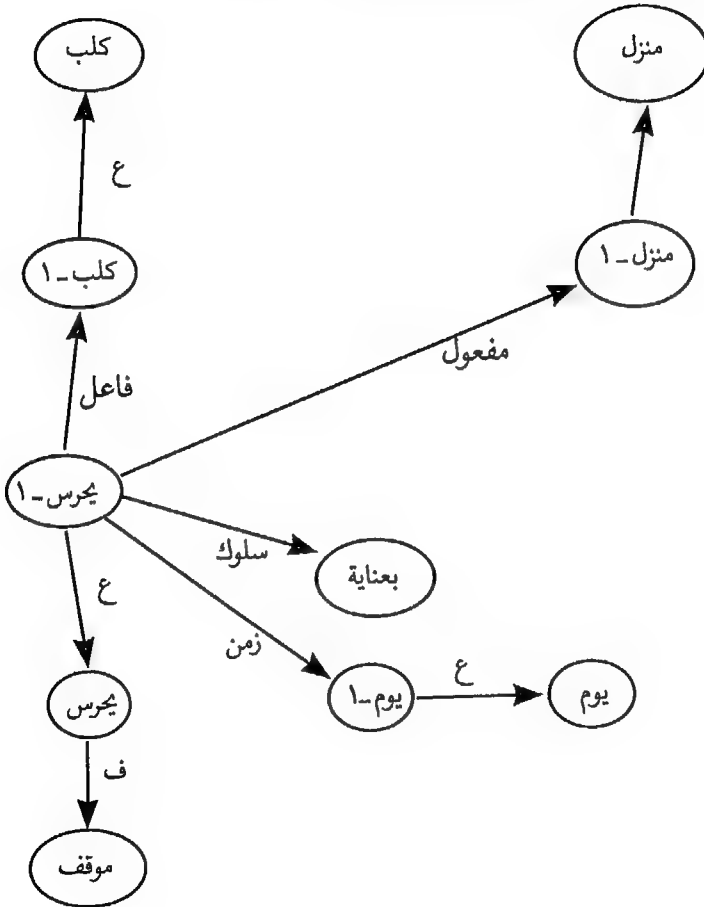 كلب
منزل
ع
كلب-١
منزل-١
فاعل
مفعول
يحرس-١
سلوك
بعناية
ع
زمن
يحرس
يوم-١
ع
يوم
ف
موقف